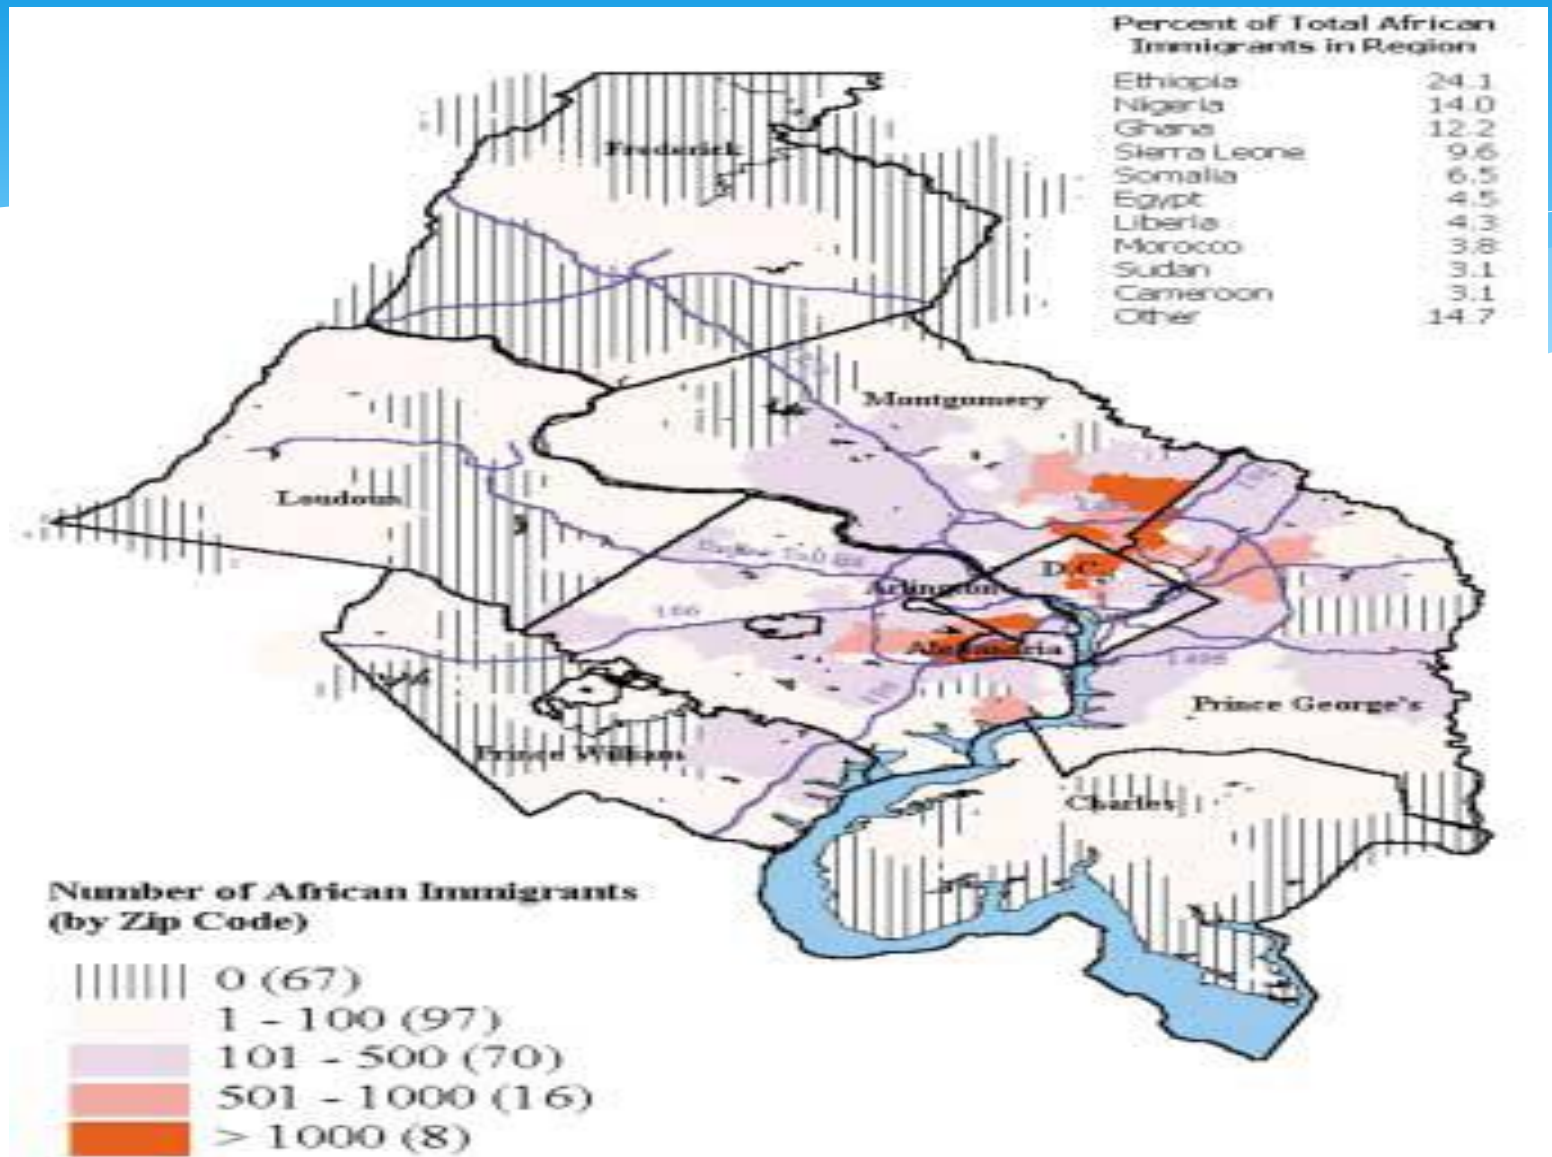 Percent of Total African
Immigrants in Region
Ethiopia 24.1
Nigeria 14.0
Ghana 12.2
Sierra Leone 9.6
Somalia 6.5
Egypt 4.5
Liberia 4.3
Morocco 3.8
Sudan 3.1
Cameroon 3.1
Other 14.7
Frederick
Montgomery
Loudoun
D.C.
Arlington
I 66
Alexandria
I 495
Prince George's
Prince William
Charles
Number of African Immigrants
(by Zip Code)
0 (67)
1 - 100 (97)
101 - 500 (70)
501 - 1000 (16)
> 1000 (8)